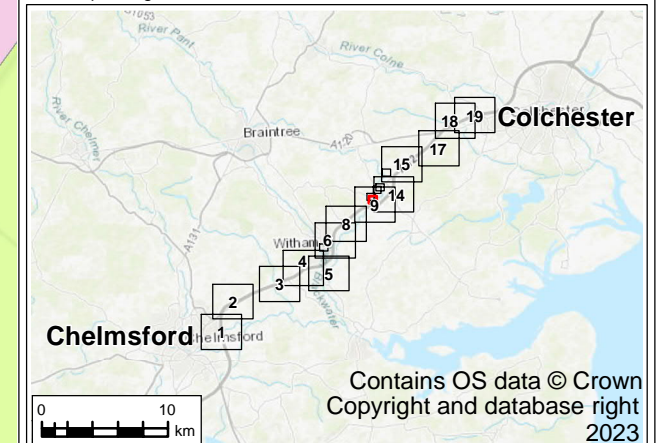 River Pant
River Colne
River Chelmer
Braintree
A120
A131
18
19
Colchester
17
15
14
9
8
Witham
6
4
5
3
2
1
Chelmsford
Chelmsford
Contains OS data © Crown
Copyright and database right
2023
0 10
km